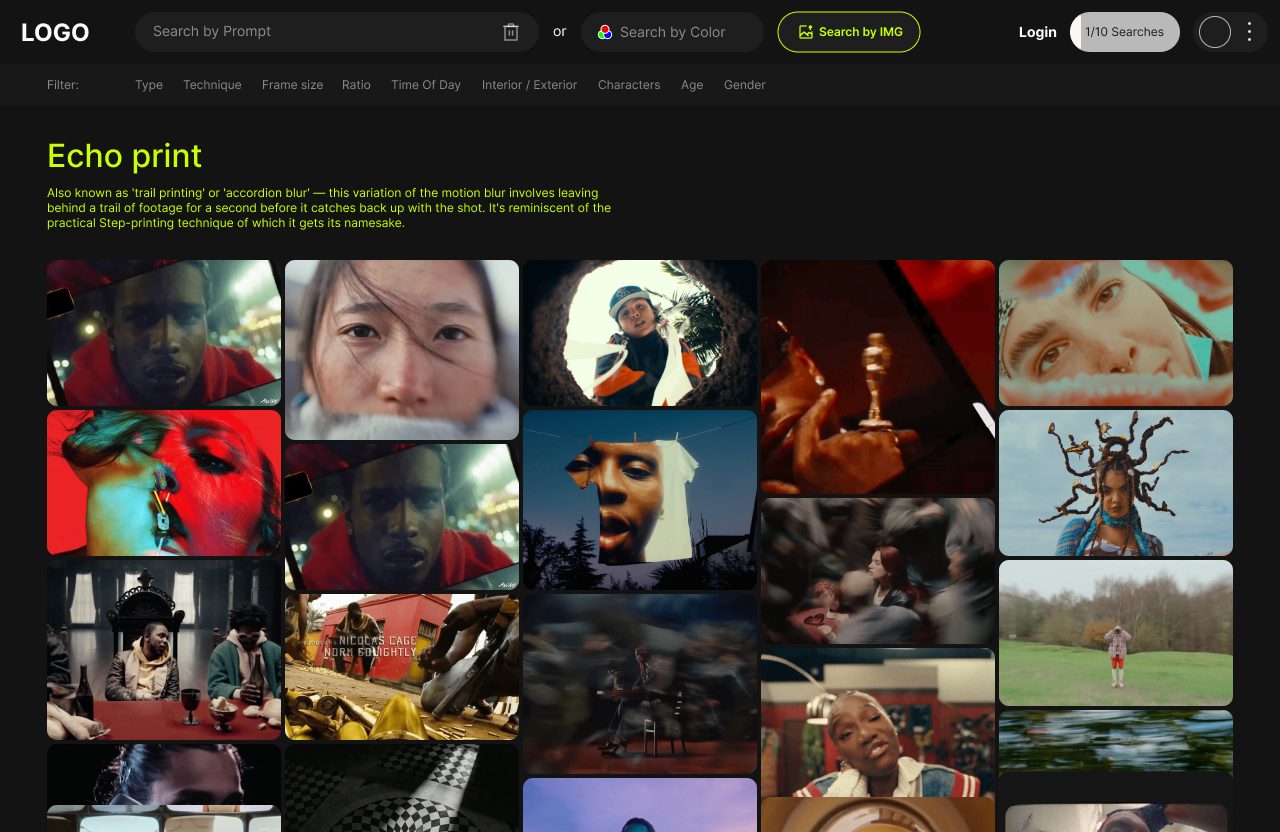 LOGO
Search by Prompt
or
Search by Color
Search by IMG
Login
1/10 Searches
Filter:
Type
Technique
Frame size
Ratio
Time Of Day
Interior / Exterior
Characters
Age
Gender
Echo print
Also known as 'trail printing' or 'accordion blur' — this variation of the motion blur involves leaving
behind a trail of footage for a second before it catches back up with the shot. It's reminiscent of the
practical Step-printing technique of which it gets its namesake.
NICOLAS CAGE
NORM GOLIGHTLY